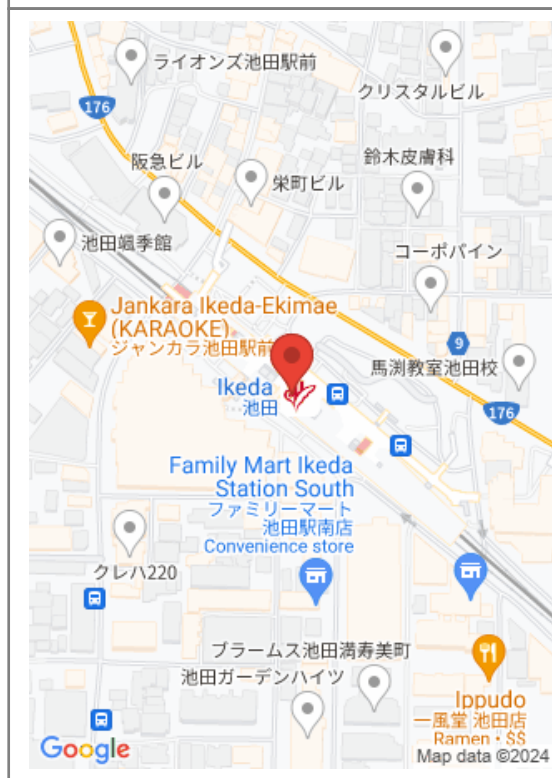 ライオンズ池田駅前
クリスタルビル
176
阪急ビル
鈴木皮膚科
栄町ビル
池田颯季館
コーポパイン
Jankara Ikeda-Ekimae
(KARAOKE)
ジャンカラ池田駅前
9
馬渕教室池田校
Ikeda
池田
176
Family Mart Ikeda
Station South
ファミリーマート
池田駅南店
Convenience store
クレハ220
ブラームス池田満寿美町
池田ガーデンハイツ
Ippudo
一風堂 池田店
Ramen・$$
Google
Map data ©2024